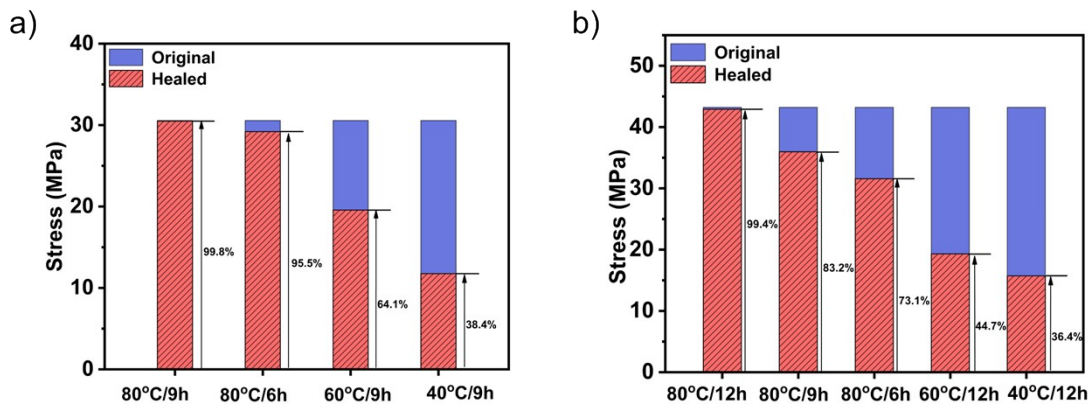 a)
40
30
20
10
0
Stress (MPa)
Original
Healed
99.8%
95.5%
64.1%
38.4%
80°C/9h 80°C/6h 60°C/9h 40°C/9h
b)
50
40
30
20
10
0
Stress (MPa)
Original
Healed
99.4%
83.2%
73.1%
44.7%
36.4%
80°C/12h 80°C/9h 80°C/6h 60°C/12h 40°C/12h